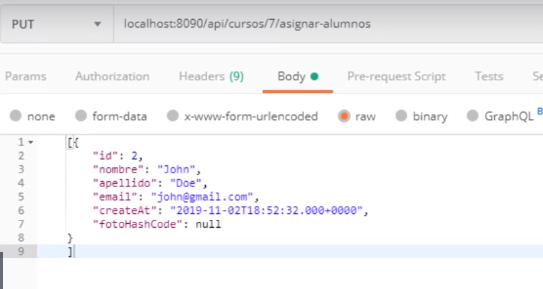 PUT localhost:8090/api/cursos/7/asignar-alumnos
Params Authorization Headers (9) Body Pre-request Script Tests
none form-data x-www-form-urlencoded raw binary GraphQL
1 [{
2 "id": 2,
3 "nombre": "John",
4 "apellido": "Doe",
5 "email": "john@gmail.com",
6 "createAt": "2019-11-02T18:52:32.000+0000",
7 "fotoHashCode": null
8 }
9 ]